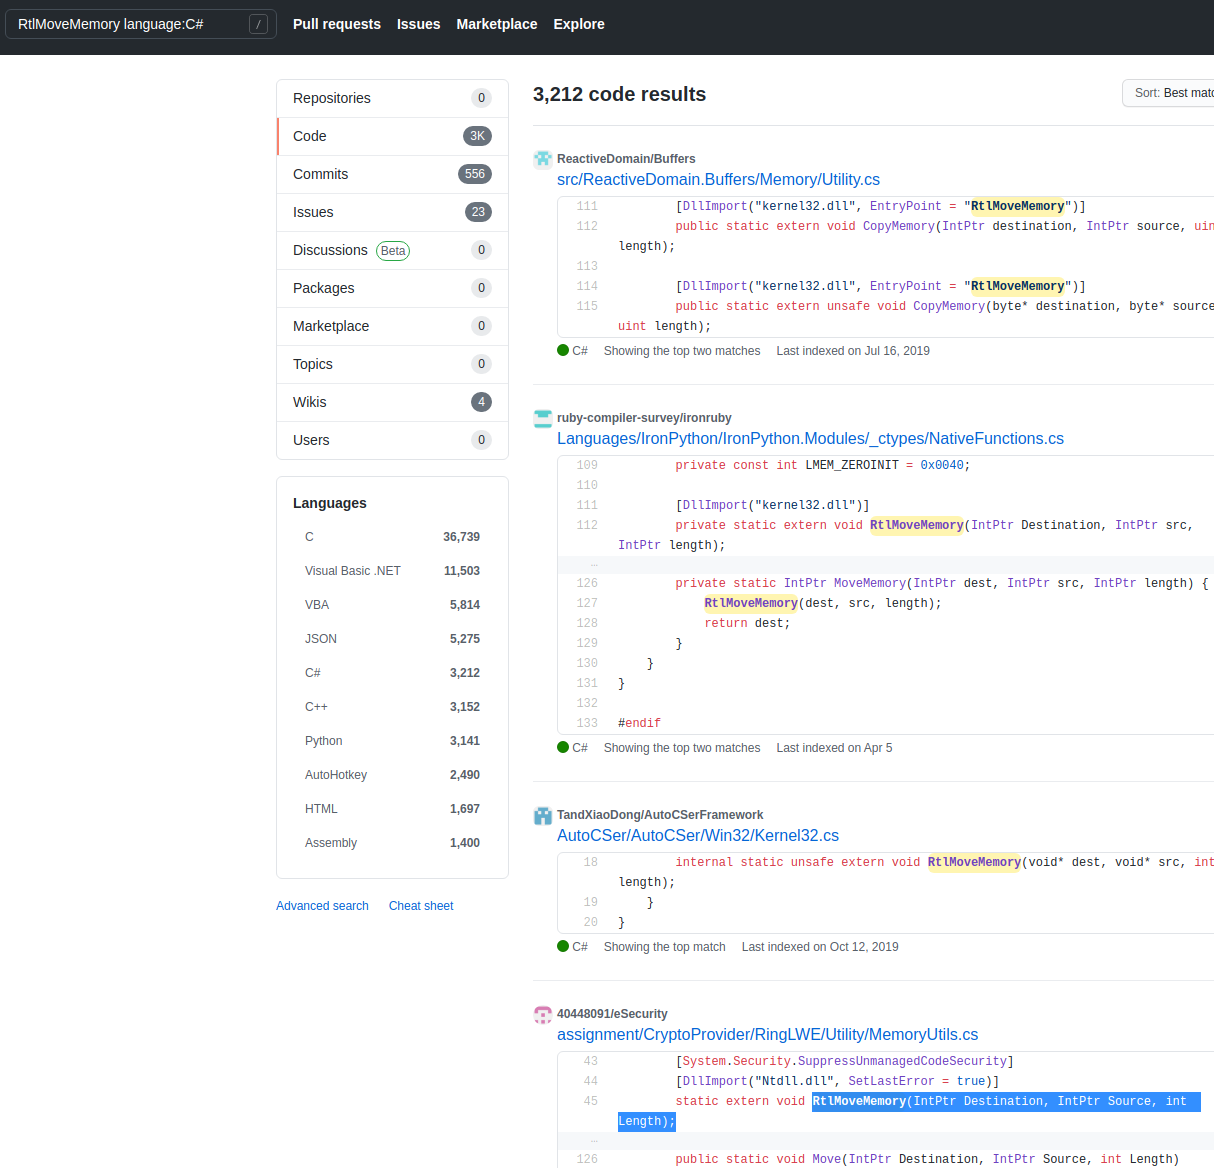 RtlMoveMemory language:C# / Pull requests Issues Marketplace Explore
Repositories 0
Code 3K
Commits 556
Issues 23
Discussions Beta 0
Packages 0
Marketplace 0
Topics 0
Wikis 4
Users 0
Languages
C 36,739
Visual Basic .NET 11,503
VBA 5,814
JSON 5,275
C# 3,212
C++ 3,152
Python 3,141
AutoHotkey 2,490
HTML 1,697
Assembly 1,400
Advanced search Cheat sheet
3,212 code results
Sort: Best matc
ReactiveDomain/Buffers
src/ReactiveDomain.Buffers/Memory/Utility.cs
111 [DllImport("kernel32.dll", EntryPoint = "RtlMoveMemory")]
112 public static extern void CopyMemory(IntPtr destination, IntPtr source, uin
length);
113
114 [DllImport("kernel32.dll", EntryPoint = "RtlMoveMemory")]
115 public static extern unsafe void CopyMemory(byte* destination, byte* source
uint length);
C# Showing the top two matches Last indexed on Jul 16, 2019
ruby-compiler-survey/ironruby
Languages/IronPython/IronPython.Modules/_ctypes/NativeFunctions.cs
109 private const int LMEM_ZEROINIT = 0x0040;
110
111 [DllImport("kernel32.dll")]
112 private static extern void RtlMoveMemory(IntPtr Destination, IntPtr src,
IntPtr length);
…
126 private static IntPtr MoveMemory(IntPtr dest, IntPtr src, IntPtr length) {
127 RtlMoveMemory(dest, src, length);
128 return dest;
129 }
130 }
131 }
132
133 #endif
C# Showing the top two matches Last indexed on Apr 5
TandXiaoDong/AutoCSerFramework
AutoCSer/AutoCSer/Win32/Kernel32.cs
18 internal static unsafe extern void RtlMoveMemory(void* dest, void* src, int
length);
19 }
20 }
C# Showing the top match Last indexed on Oct 12, 2019
40448091/eSecurity
assignment/CryptoProvider/RingLWE/Utility/MemoryUtils.cs
43 [System.Security.SuppressUnmanagedCodeSecurity]
44 [DllImport("Ntdll.dll", SetLastError = true)]
45 static extern void RtlMoveMemory(IntPtr Destination, IntPtr Source, int
Length);
…
126 public static void Move(IntPtr Destination, IntPtr Source, int Length)